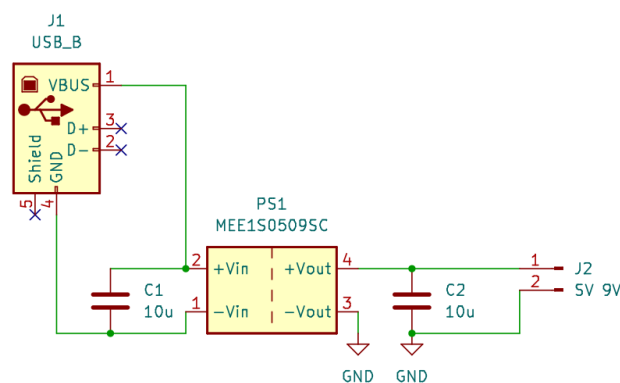 J1
USB_B
VBUS 1
D+ 3
D- 2
Shield
GND
5
4
PS1
MEE1S0509SC
2 +Vin +Vout 4
1 -Vin -Vout 3
C1
10u
C2
10u
1 J2
2 SV 9V
GND GND